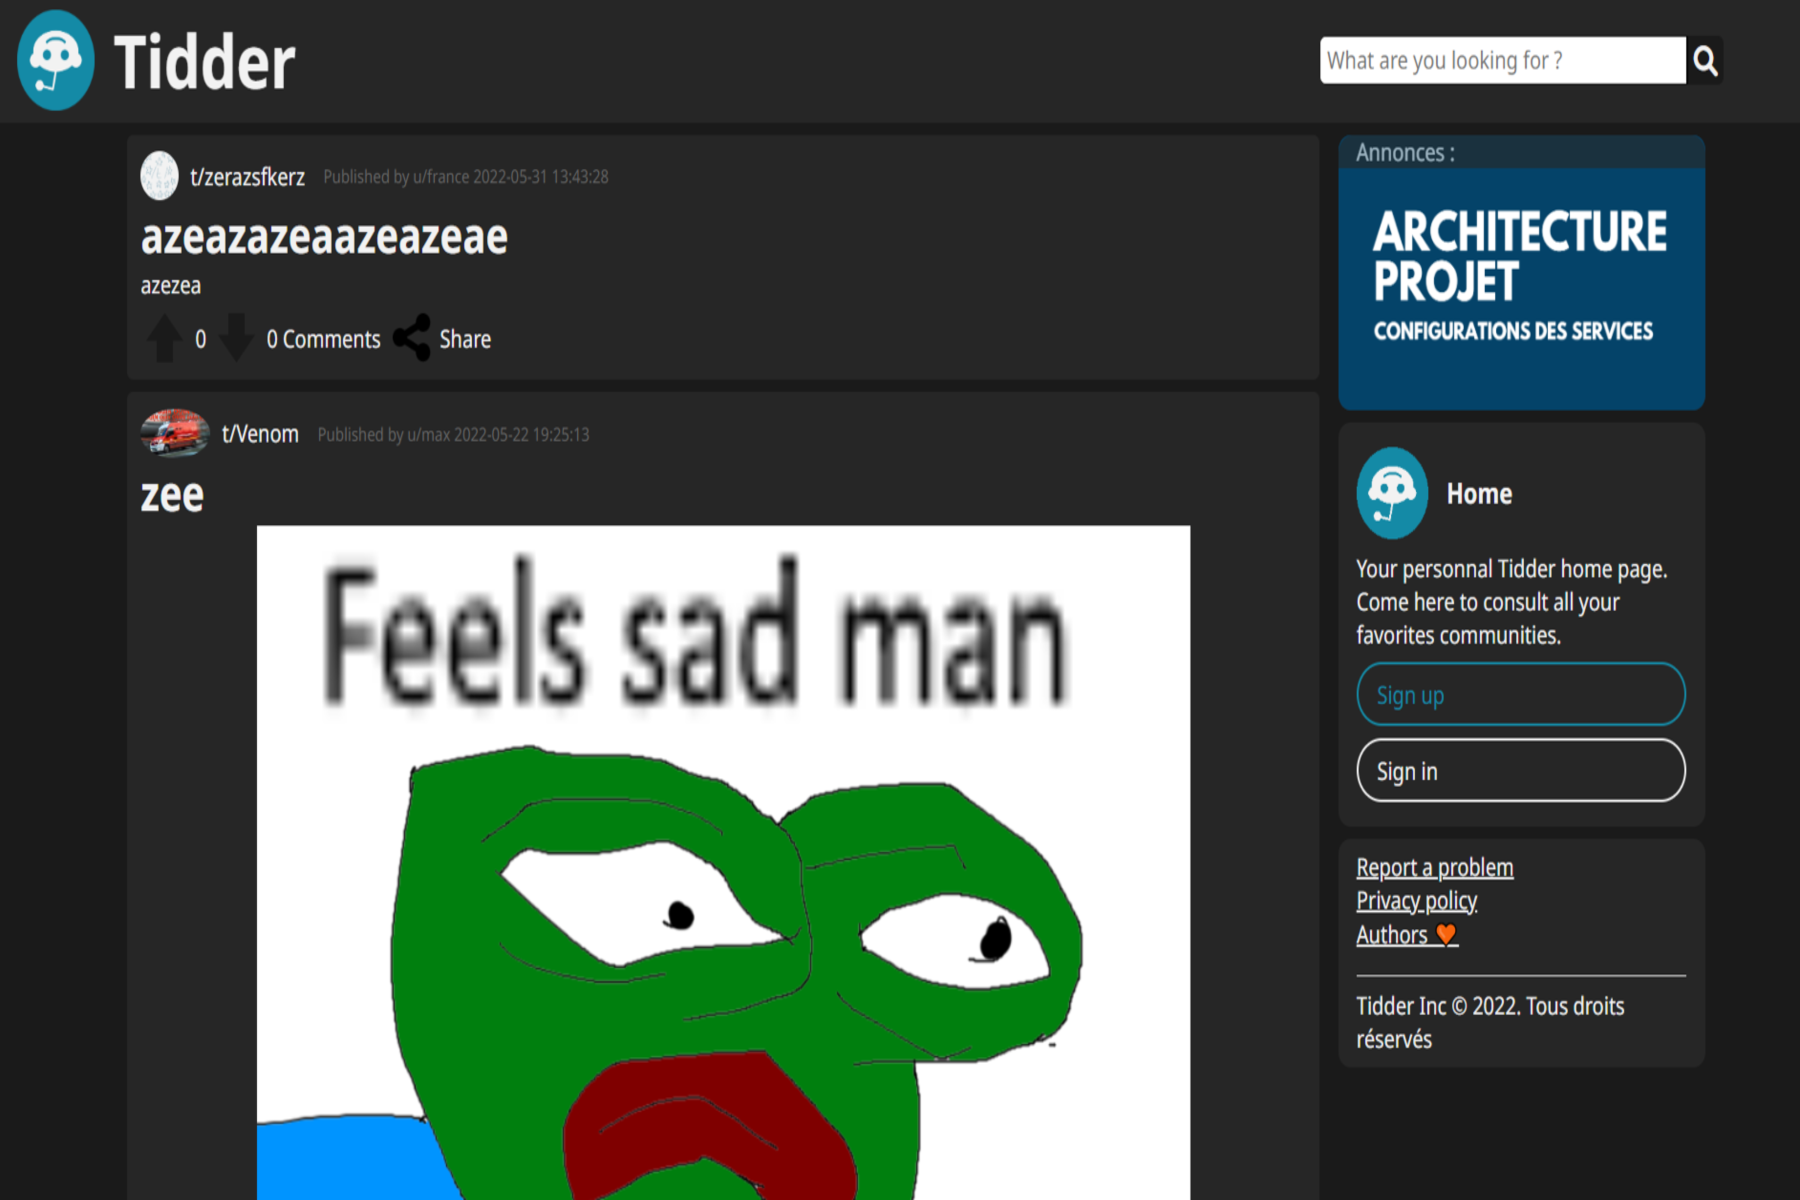 Tidder
What are you looking for ?
t/zerazsfkerz Published by u/france 2022-05-31 13:43:28
azeazazeaazeazeae
azezea
0 0 Comments Share
t/Venom Published by u/max 2022-05-22 19:25:13
zee
Feels sad man
Annonces :
ARCHITECTURE
PROJET
CONFIGURATIONS DES SERVICES
Home
Your personnal Tidder home page.
Come here to consult all your
favorites communities.
Sign up
Sign in
Report a problem
Privacy policy
Authors 🧡
Tidder Inc © 2022. Tous droits
réservés